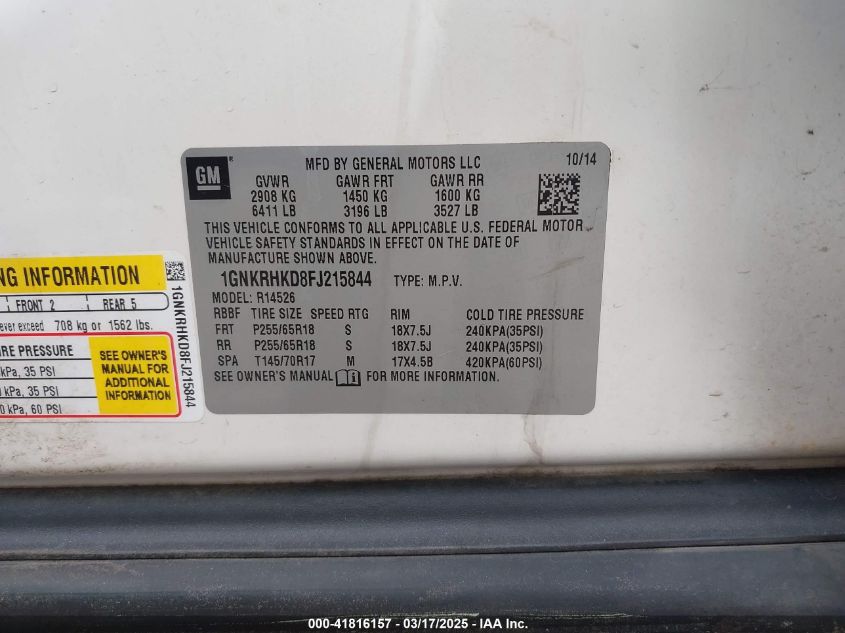 GM ®
MFD BY GENERAL MOTORS LLC 10/14
GVWR GAWR FRT GAWR RR
2908 KG 1450 KG 1600 KG
6411 LB 3196 LB 3527 LB
THIS VEHICLE CONFORMS TO ALL APPLICABLE U.S. FEDERAL MOTOR
VEHICLE SAFETY STANDARDS IN EFFECT ON THE DATE OF
MANUFACTURE SHOWN ABOVE.
1GNKRHKD8FJ215844 TYPE: M.P.V.
MODEL: R14526
RBBF TIRE SIZE SPEED RTG RIM COLD TIRE PRESSURE
FRT P255/65R18 S 18X7.5J 240KPA(35PSI)
RR P255/65R18 S 18X7.5J 240KPA(35PSI)
SPA T145/70R17 M 17X4.5B 420KPA(60PSI)
SEE OWNER'S MANUAL FOR MORE INFORMATION.
NG INFORMATION
FRONT 2 REAR 5
ever exceed 708 kg or 1562 lbs.
IRE PRESSURE
kPa, 35 PSI
0 kPa, 35 PSI
0 kPa, 60 PSI
SEE OWNER'S
MANUAL FOR
ADDITIONAL
INFORMATION
1GNKRHKD8FJ215844
000-41816157 - 03/17/2025 - IAAI.COM